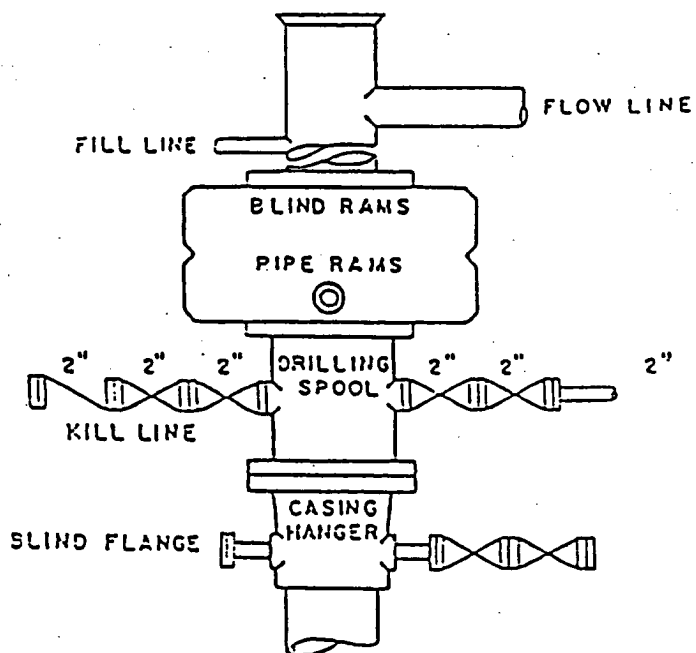 FLOW LINE
FILL LINE
BLIND RAMS
PIPE RAMS
2" 2" 2" DRILLING 2" 2" 2"
SPOOL
KILL LINE
CASING
HANGER
BLIND FLANGE